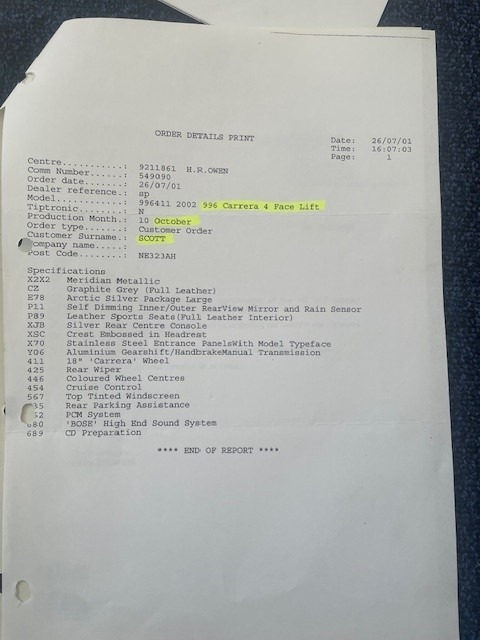 ORDER DETAILS PRINT
Date: 26/07/01
Time: 16:07:03
Page: 1
Centre...........: 9211861 H.R.OWEN
Comm Number......: 549090
Order date.......: 26/07/01
Dealer reference.: sp
Model............: 996411 2002 996 Carrera 4 Face Lift
Tiptronic........: N
Production Month.: 10 October
Order type.......: Customer Order
Customer Surname.: SCOTT
ompany name.....:
Post Code........: NE323AH
Specifications
X2X2 Meridian Metallic
CZ Graphite Grey (Full Leather)
E78 Arctic Silver Package Large
P11 Self Dimming Inner/Outer RearView Mirror and Rain Sensor
P89 Leather Sports Seats(Full Leather Interior)
XJB Silver Rear Centre Console
XSC Crest Embossed in Headrest
X70 Stainless Steel Entrance PanelsWith Model Typeface
Y06 Aluminium Gearshift/HandbrakeManual Transmission
411 18" 'Carrera' Wheel
425 Rear Wiper
446 Coloured Wheel Centres
454 Cruise Control
567 Top Tinted Windscreen
35 Rear Parking Assistance
62 PCM System
680 'BOSE' High End Sound System
689 CD Preparation
**** END OF REPORT ****